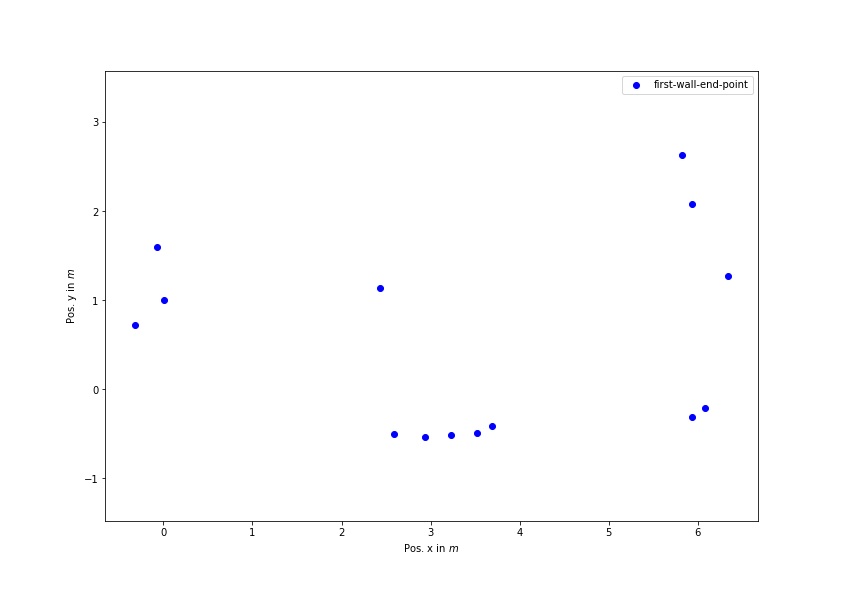 first-wall-end-point
3
2
1
0
−1
Pos. y in m
0 1 2 3 4 5 6
Pos. x in m